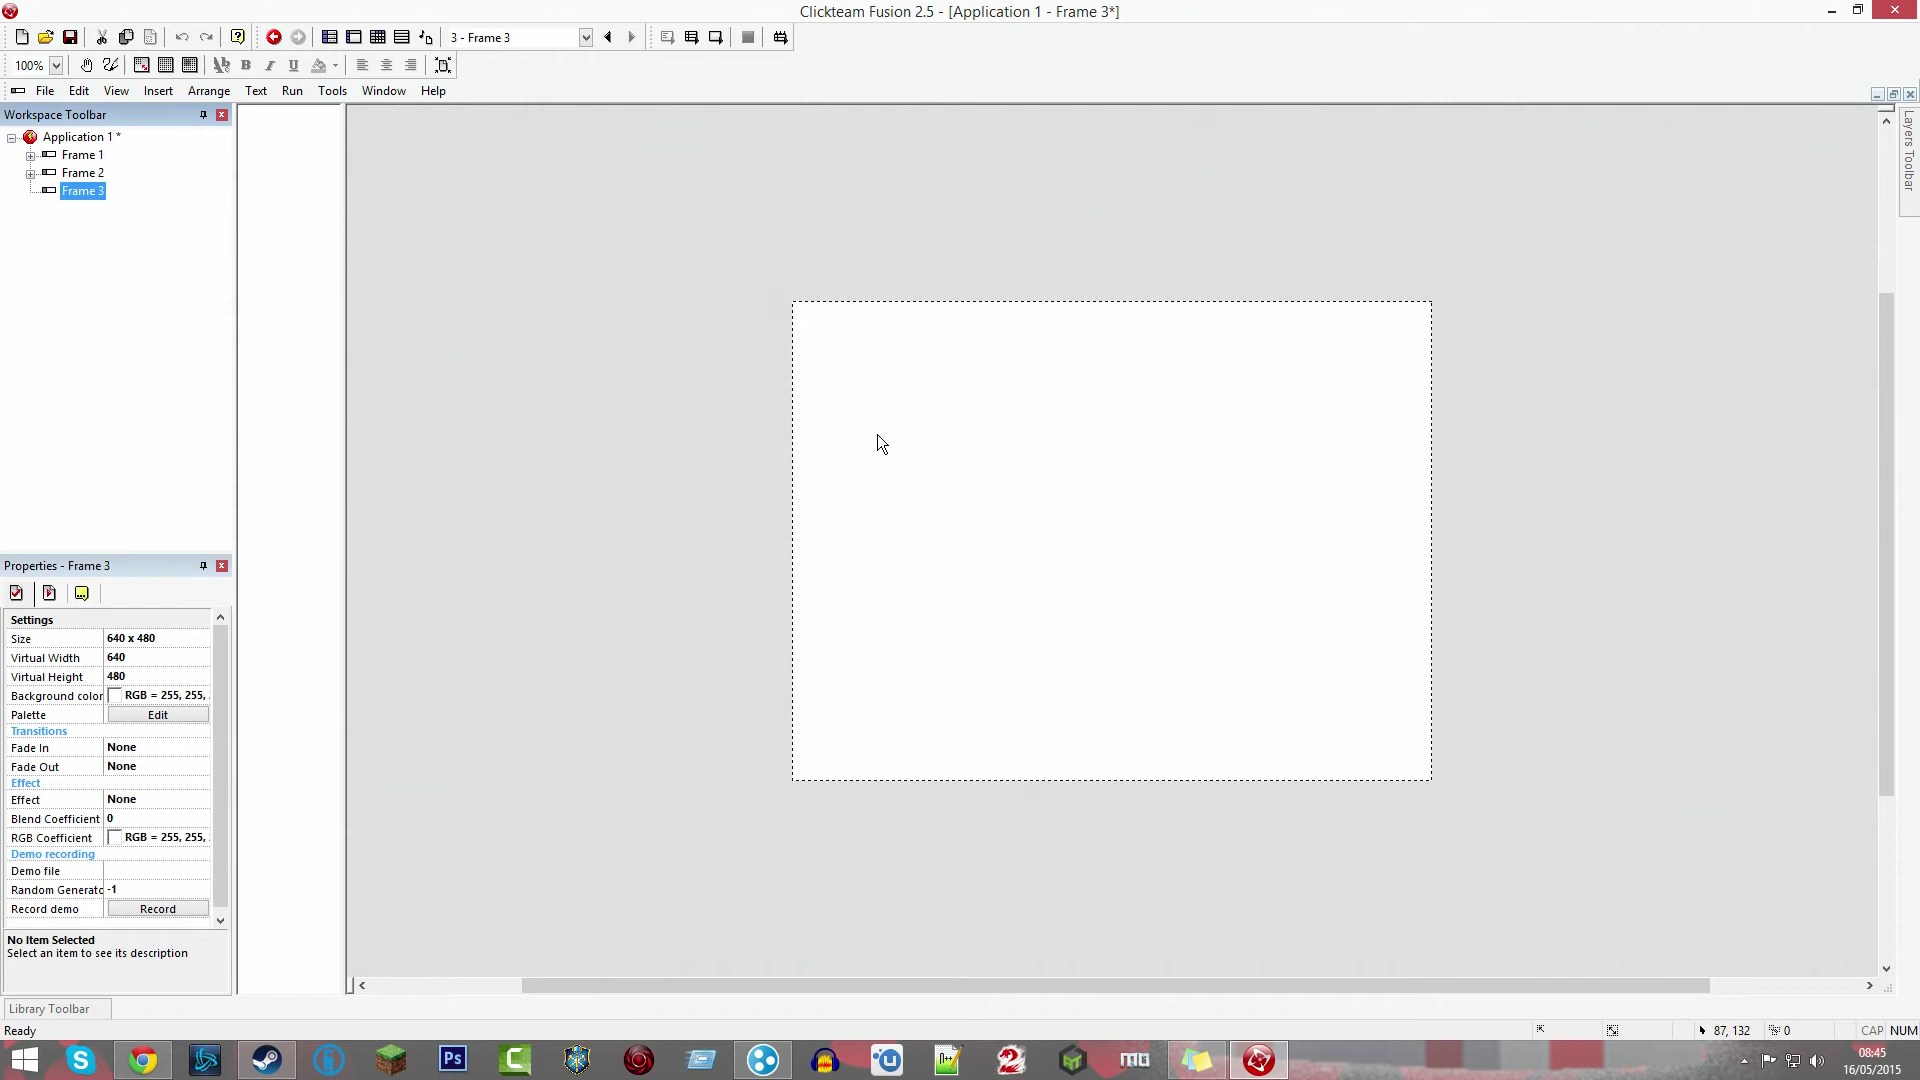 Clickteam Fusion 2.5 - [Application 1 - Frame 3*]
3 - Frame 3
100%
File Edit View Insert Arrange Text Run Tools Window Help
Workspace Toolbar
Application 1 *
Frame 1
Frame 2
Frame 3
Layers Toolbar
Properties - Frame 3
Settings
Size 640 x 480
Virtual Width 640
Virtual Height 480
Background color RGB = 255, 255,
Palette Edit
Transitions
Fade In None
Fade Out None
Effect
Effect None
Blend Coefficient 0
RGB Coefficient RGB = 255, 255,
Demo recording
Demo file
Random Generato -1
Record demo Record
No Item Selected
Select an item to see its description
Library Toolbar
Ready 87, 132 0 CAP NUM
08:45
16/05/2015